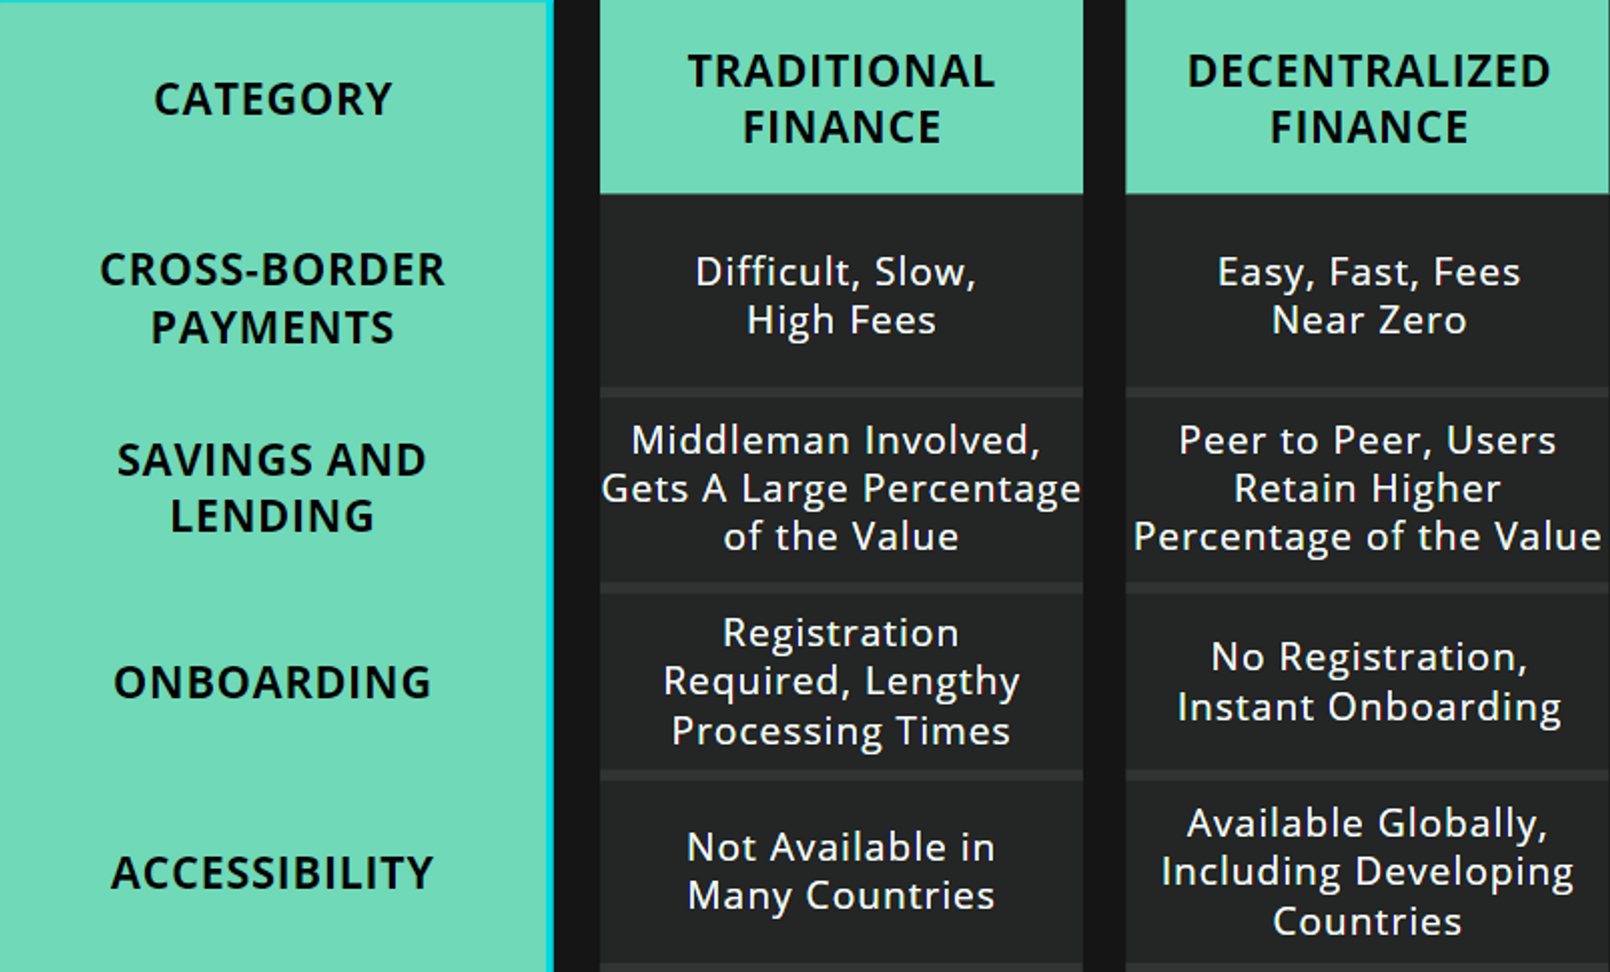 CATEGORY
TRADITIONAL
FINANCE
DECENTRALIZED
FINANCE
CROSS-BORDER
PAYMENTS
Difficult, Slow,
High Fees
Easy, Fast, Fees
Near Zero
SAVINGS AND
LENDING
Middleman Involved,
Gets A Large Percentage
of the Value
Peer to Peer, Users
Retain Higher
Percentage of the Value
ONBOARDING
Registration
Required, Lengthy
Processing Times
No Registration,
Instant Onboarding
ACCESSIBILITY
Not Available in
Many Countries
Available Globally,
Including Developing
Countries